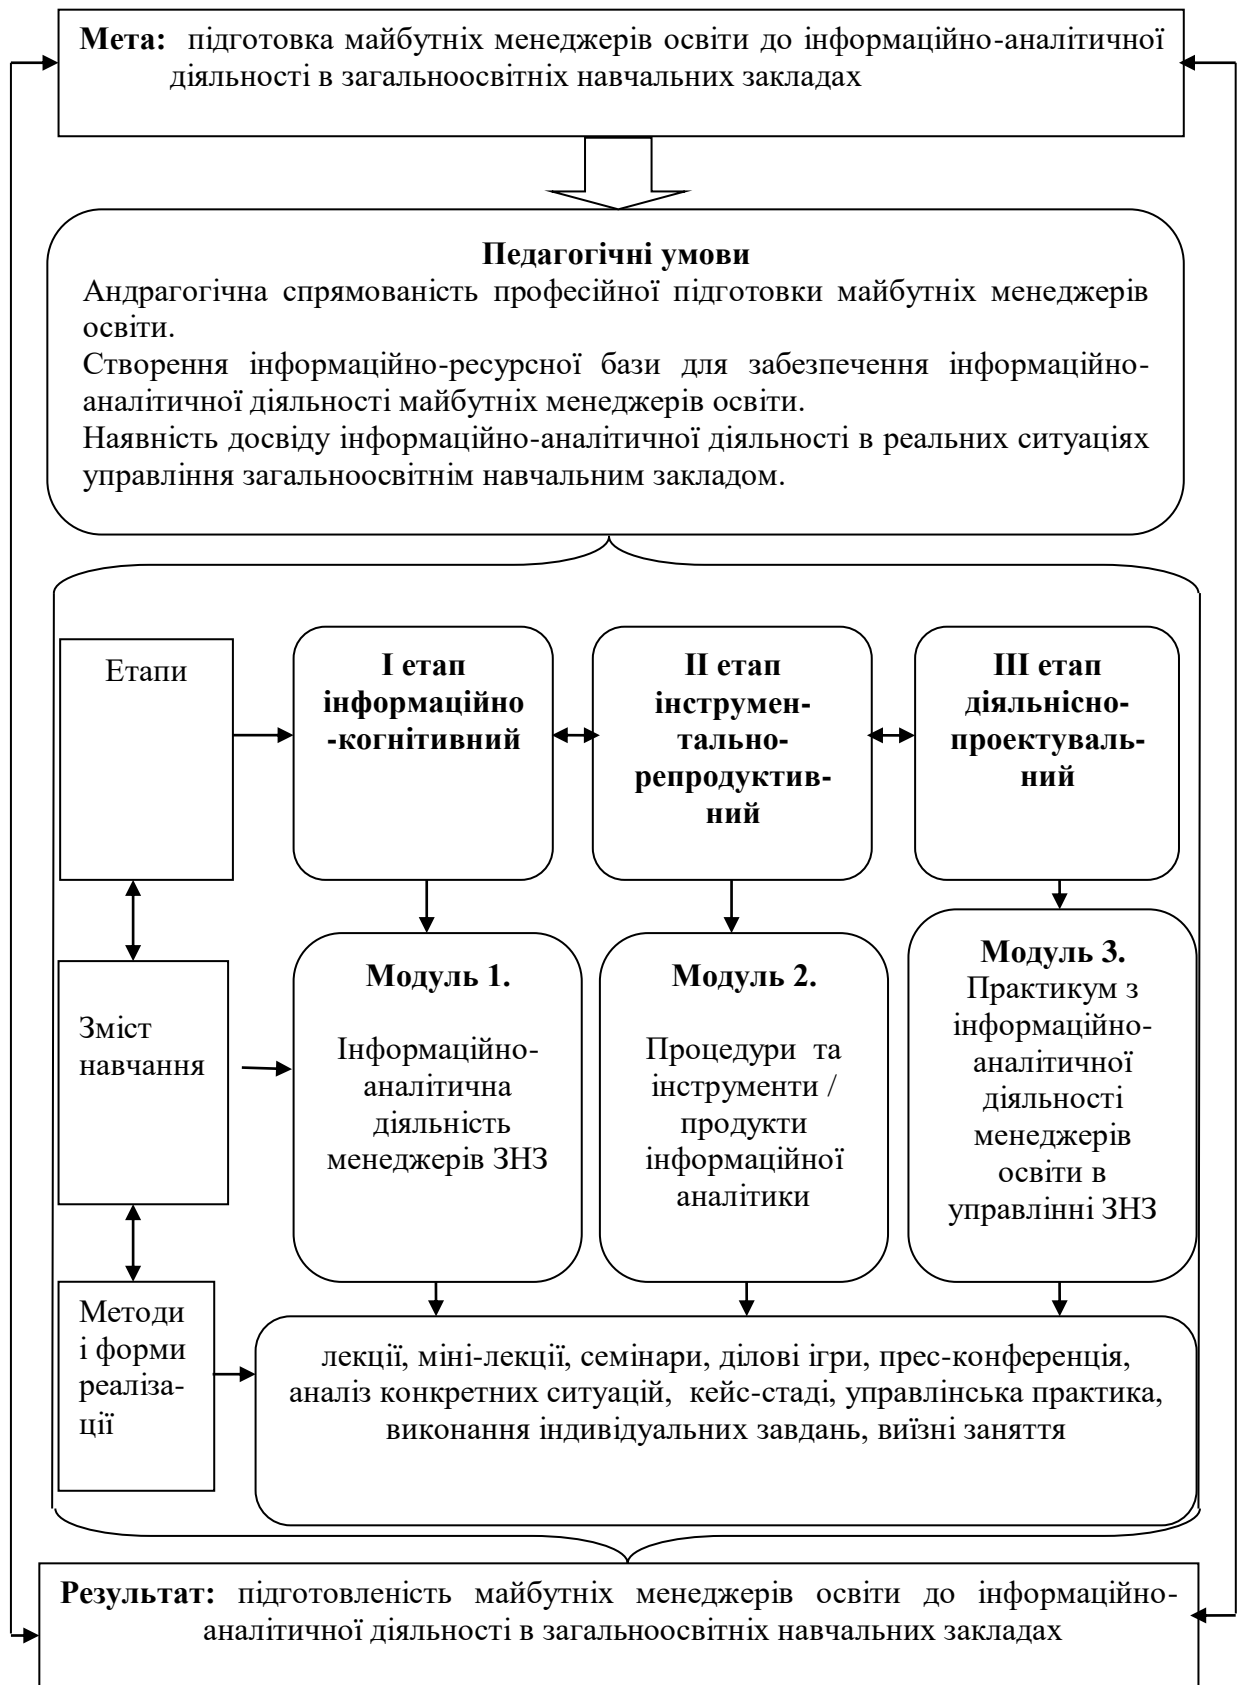 Мета: підготовка майбутніх менеджерів освіти до інформаційно-аналітичної
діяльності в загальноосвітніх навчальних закладах
Педагогічні умови
Андрагогічна спрямованість професійної підготовки майбутніх менеджерів
освіти.
Створення інформаційно-ресурсної бази для забезпечення інформаційно-
аналітичної діяльності майбутніх менеджерів освіти.
Наявність досвіду інформаційно-аналітичної діяльності в реальних ситуаціях
управління загальноосвітнім навчальним закладом.
Етапи
І етап
інформаційно
-когнітивний
ІІ етап
інструмен-
тально-
репродуктив-
ний
ІІІ етап
діяльнісно-
проектуваль-
ний
Зміст
навчання
Модуль 1.
Інформаційно-
аналітична
діяльність
менеджерів ЗНЗ
Модуль 2.
Процедури та
інструменти /
продукти
інформаційної
аналітики
Модуль 3.
Практикум з
інформаційно-
аналітичної
діяльності
менеджерів
освіти в
управлінні ЗНЗ
Методи
і форми
реаліза-
ції
лекції, міні-лекції, семінари, ділові ігри, прес-конференція,
аналіз конкретних ситуацій, кейс-стаді, управлінська практика,
виконання індивідуальних завдань, виїзні заняття
Результат: підготовленість майбутніх менеджерів освіти до інформаційно-
аналітичної діяльності в загальноосвітніх навчальних закладах